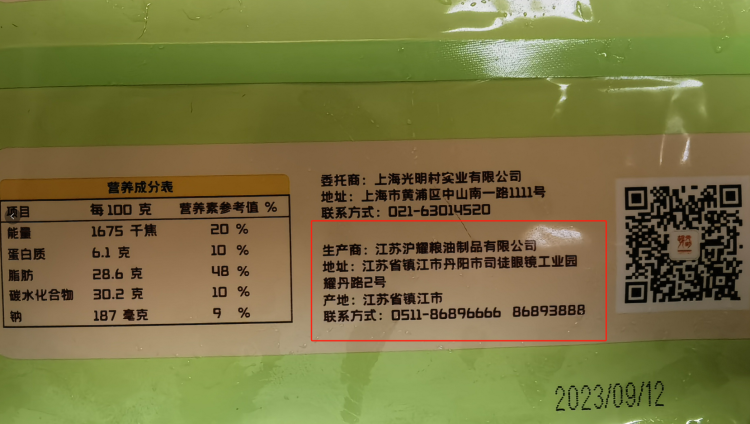 营养成分表
项目 每100 克 营养素参考值 %
能量 1675 千焦 20 %
蛋白质 6.1 克 10 %
脂肪 28.6 克 48 %
碳水化合物 30.2 克 10 %
钠 187 毫克 9 %
委托商：上海光明村实业有限公司
地址：上海市黄浦区中山南一路1111号
联系方式：021-63014520
生产商：江苏沪耀粮油制品有限公司
地址：江苏省镇江市丹阳市司徒眼镜工业园
耀丹路2号
产地：江苏省镇江市
联系方式：0511-86896666 86893888
2023/09/12